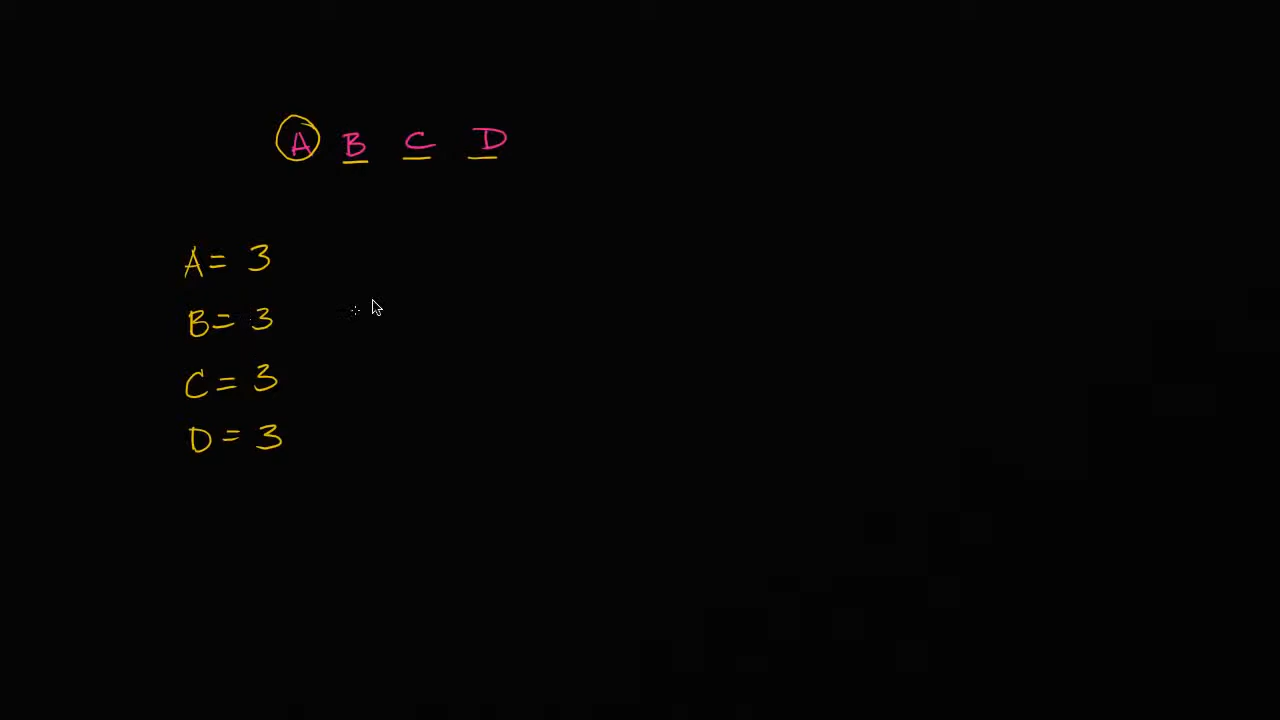 A B C D
A = 3
B = 3
C = 3
D = 3